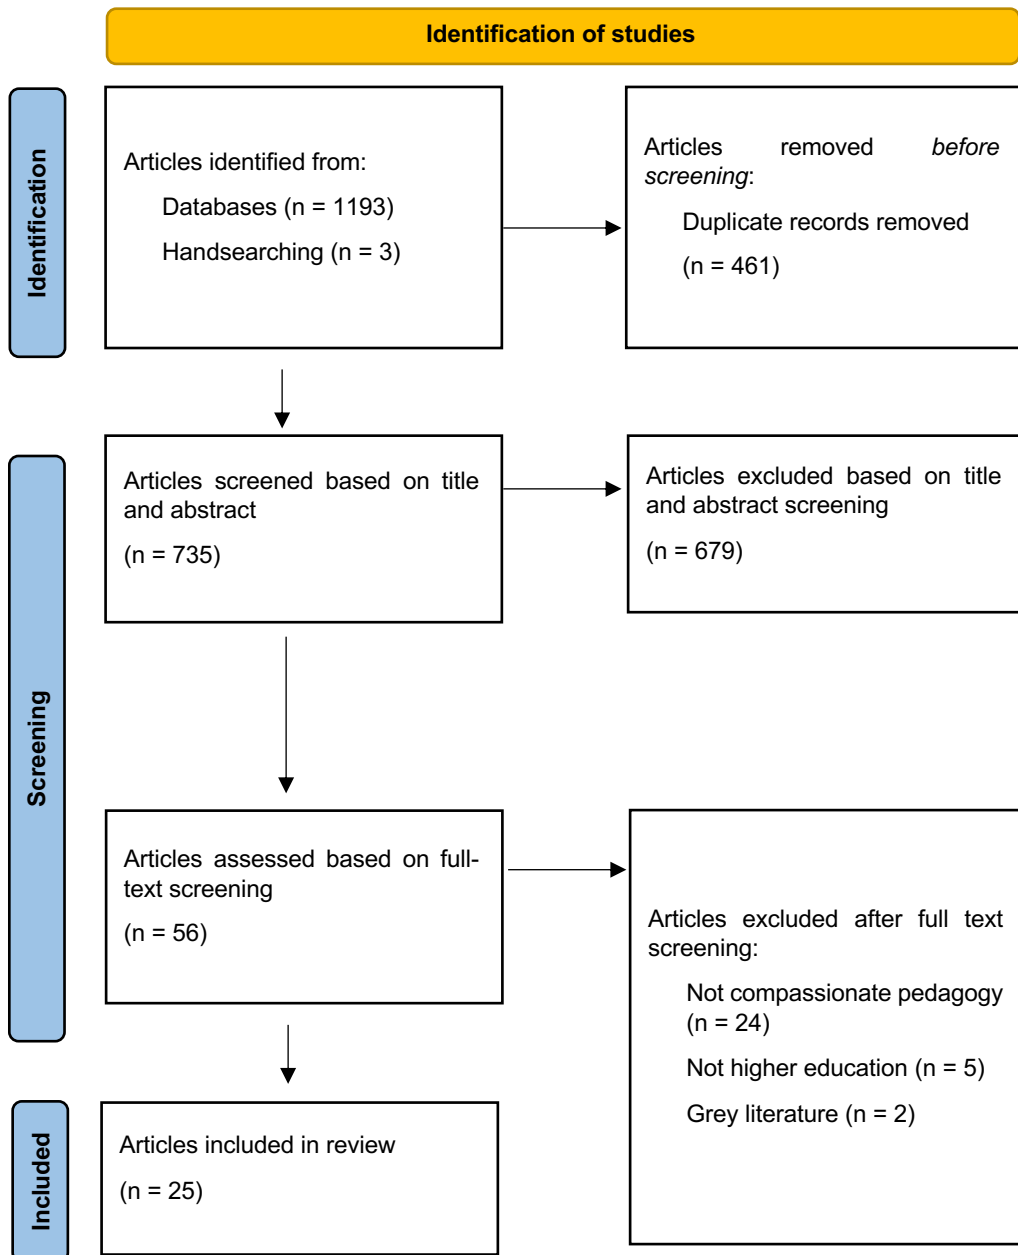 Identification of studies
Identification
Articles identified from:
Databases (n = 1193)
Handsearching (n = 3)
Articles removed before
screening:
Duplicate records removed
(n = 461)
Screening
Articles screened based on title
and abstract
(n = 735)
Articles excluded based on title
and abstract screening
(n = 679)
Articles assessed based on full-
text screening
(n = 56)
Articles excluded after full text
screening:
Not compassionate pedagogy
(n = 24)
Not higher education (n = 5)
Grey literature (n = 2)
Included
Articles included in review
(n = 25)